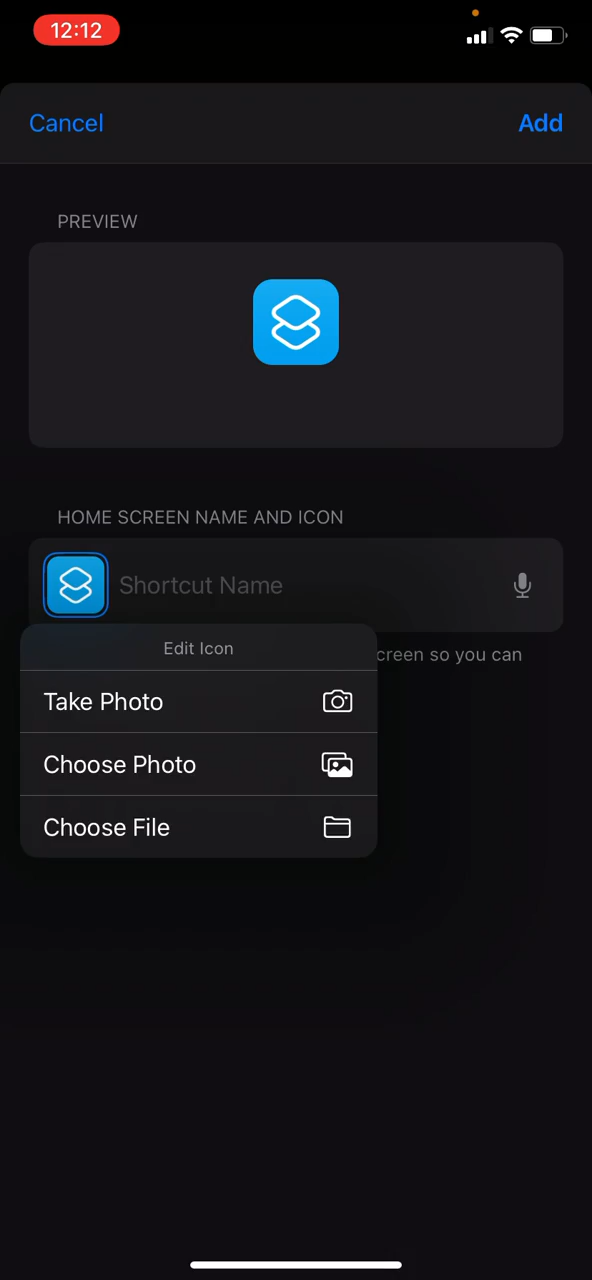 12:12
Cancel
Add
PREVIEW
HOME SCREEN NAME AND ICON
Shortcut Name
creen so you can
Edit Icon
Take Photo
Choose Photo
Choose File